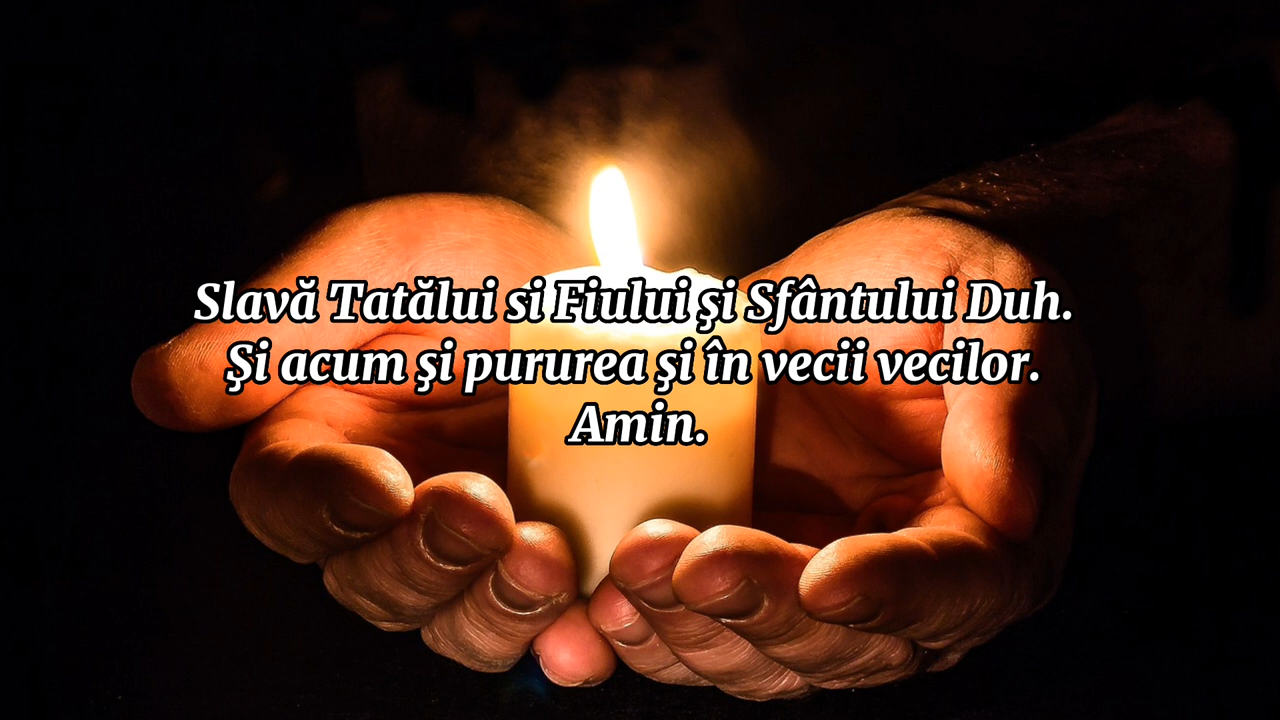 Slavă Tatălui si Fiului şi Sfântului Duh.
Şi acum şi pururea şi în vecii vecilor.
Amin.